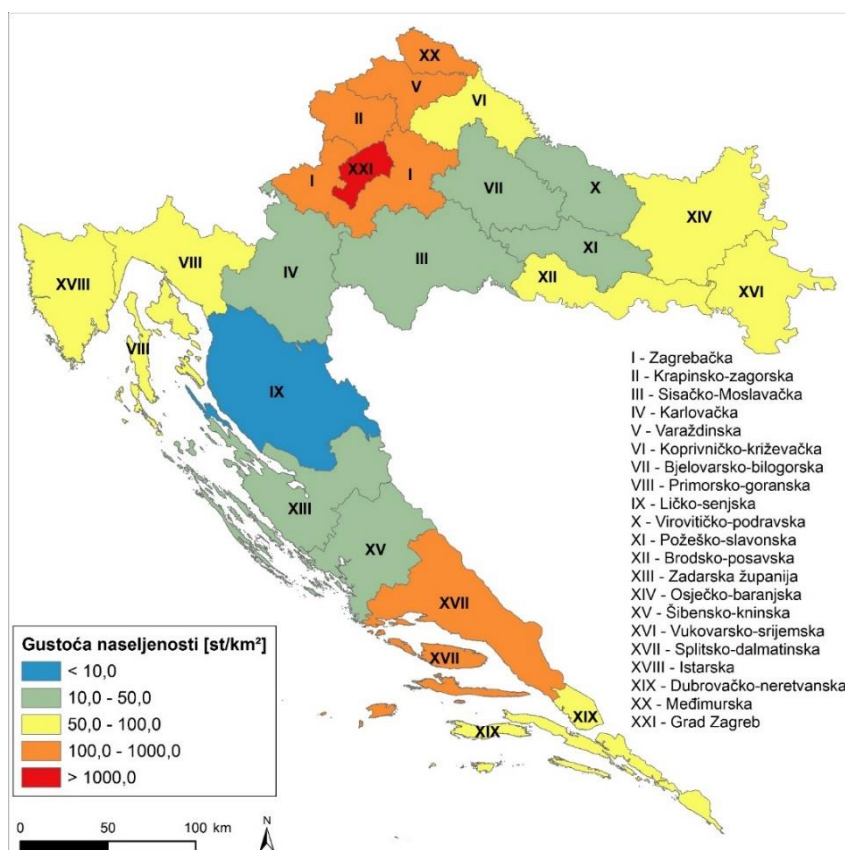 XX
V
VI
II
XXI
I
I
VII
X
XIV
XI
III
VIII
XVIII
IV
XII
XVI
VIII
IX
XIII
XV
XVII
XVII
XIX
XIX
I - Zagrebačka
II - Krapinsko-zagorska
III - Sisačko-Moslavačka
IV - Karlovačka
V - Varaždinska
VI - Koprivničko-križevačka
VII - Bjelovarsko-bilogorska
VIII - Primorsko-goranska
IX - Ličko-senjska
X - Virovitičko-podravska
XI - Požeško-slavonska
XII - Brodsko-posavska
XIII - Zadarska županija
XIV - Osječko-baranjska
XV - Šibensko-kninska
XVI - Vukovarsko-srijemska
XVII - Splitsko-dalmatinska
XVIII - Istarska
XIX - Dubrovačko-neretvanska
XX - Međimurska
XXI - Grad Zagreb
Gustoća naseljenosti [st/km²]
< 10,0
10,0 - 50,0
50,0 - 100,0
100,0 - 1000,0
> 1000,0
0 50 100 km
N